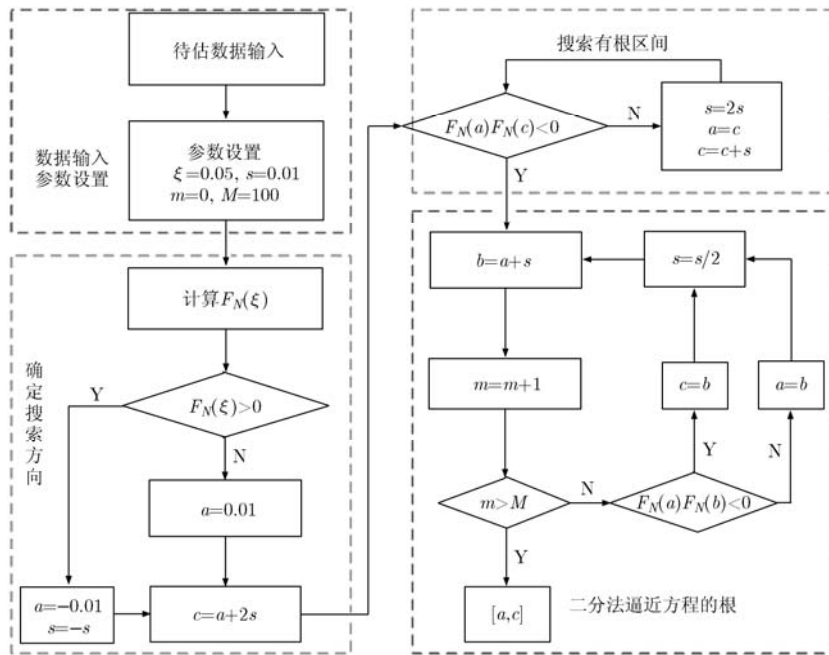 待估数据输入
数据输入
参数设置
参数设置
ξ=0.05, s=0.01
m=0, M=100
计算F_N(ξ)
确定搜索方向
Y
F_N(ξ)>0
N
a=0.01
a=−0.01
s=−s
c=a+2s
搜索有根区间
F_N(a)F_N(c)<0
N
s=2s
a=c
c=c+s
Y
b=a+s
s=s/2
m=m+1
c=b
a=b
Y
N
m>M
N
F_N(a)F_N(b)<0
Y
[a,c]
二分法逼近方程的根